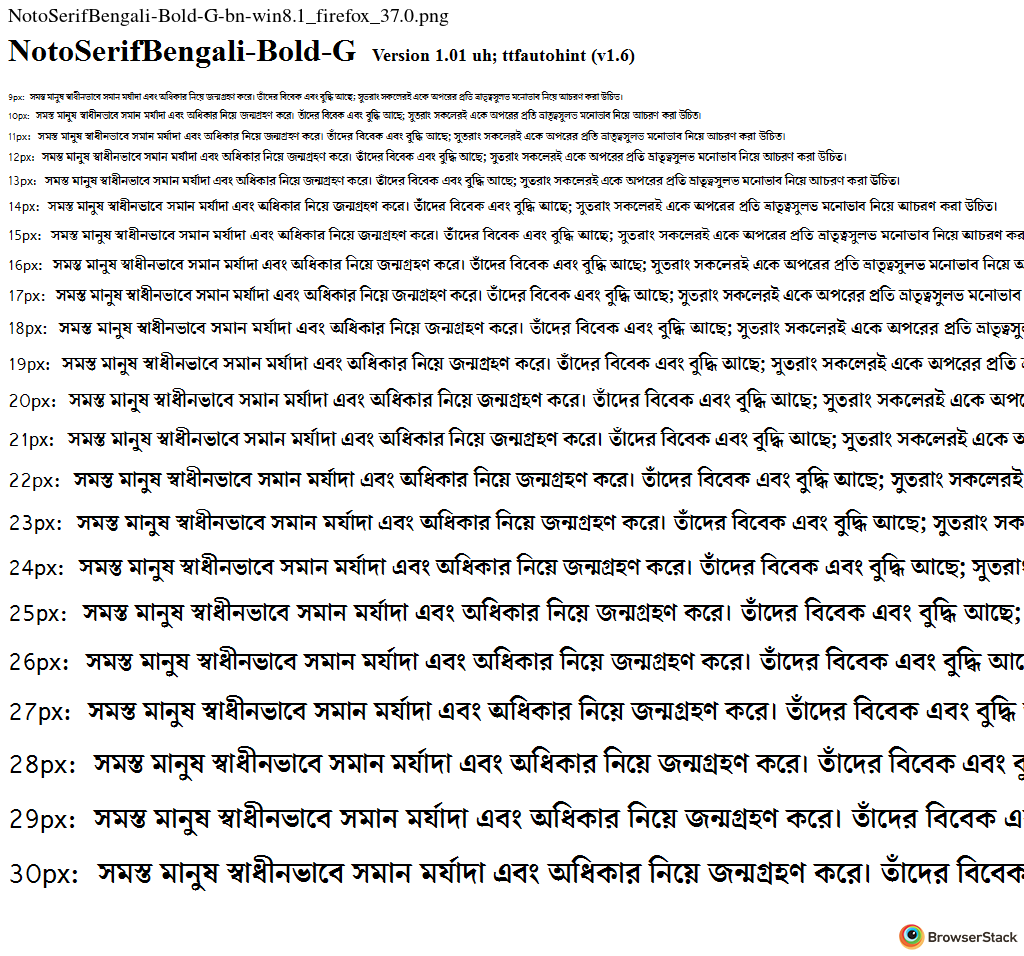 NotoSerifBengali-Bold-G-bn-win8.1_firefox_37.0.png
NotoSerifBengali-Bold-G Version 1.01 uh; ttfautohint (v1.6)
9px: সমস্ত মানুষ স্বাধীনভাবে সমান মর্যাদা এবং অধিকার নিয়ে জন্মগ্রহণ করে। তাঁদের বিবেক এবং বুদ্ধি আছে; সুতরাং সকলেরই একে অপরের প্রতি ভ্রাতৃত্বসুলভ মনোভাব নিয়ে আচরণ করা উচিত।
10px: সমস্ত মানুষ স্বাধীনভাবে সমান মর্যাদা এবং অধিকার নিয়ে জন্মগ্রহণ করে। তাঁদের বিবেক এবং বুদ্ধি আছে; সুতরাং সকলেরই একে অপরের প্রতি ভ্রাতৃত্বসুলভ মনোভাব নিয়ে আচরণ করা উচিত।
11px: সমস্ত মানুষ স্বাধীনভাবে সমান মর্যাদা এবং অধিকার নিয়ে জন্মগ্রহণ করে। তাঁদের বিবেক এবং বুদ্ধি আছে; সুতরাং সকলেরই একে অপরের প্রতি ভ্রাতৃত্বসুলভ মনোভাব নিয়ে আচরণ করা উচিত।
12px: সমস্ত মানুষ স্বাধীনভাবে সমান মর্যাদা এবং অধিকার নিয়ে জন্মগ্রহণ করে। তাঁদের বিবেক এবং বুদ্ধি আছে; সুতরাং সকলেরই একে অপরের প্রতি ভ্রাতৃত্বসুলভ মনোভাব নিয়ে আচরণ করা উচিত।
13px: সমস্ত মানুষ স্বাধীনভাবে সমান মর্যাদা এবং অধিকার নিয়ে জন্মগ্রহণ করে। তাঁদের বিবেক এবং বুদ্ধি আছে; সুতরাং সকলেরই একে অপরের প্রতি ভ্রাতৃত্বসুলভ মনোভাব নিয়ে আচরণ করা উচিত।
14px: সমস্ত মানুষ স্বাধীনভাবে সমান মর্যাদা এবং অধিকার নিয়ে জন্মগ্রহণ করে। তাঁদের বিবেক এবং বুদ্ধি আছে; সুতরাং সকলেরই একে অপরের প্রতি ভ্রাতৃত্বসুলভ মনোভাব নিয়ে আচরণ করা উচিত।
15px: সমস্ত মানুষ স্বাধীনভাবে সমান মর্যাদা এবং অধিকার নিয়ে জন্মগ্রহণ করে। তাঁদের বিবেক এবং বুদ্ধি আছে; সুতরাং সকলেরই একে অপরের প্রতি ভ্রাতৃত্বসুলভ মনোভাব নিয়ে আচরণ কর
16px: সমস্ত মানুষ স্বাধীনভাবে সমান মর্যাদা এবং অধিকার নিয়ে জন্মগ্রহণ করে। তাঁদের বিবেক এবং বুদ্ধি আছে; সুতরাং সকলেরই একে অপরের প্রতি ভ্রাতৃত্বসুলভ মনোভাব নিয়ে
17px: সমস্ত মানুষ স্বাধীনভাবে সমান মর্যাদা এবং অধিকার নিয়ে জন্মগ্রহণ করে। তাঁদের বিবেক এবং বুদ্ধি আছে; সুতরাং সকলেরই একে অপরের প্রতি ভ্রাতৃত্বসুলভ মনোভাব
18px: সমস্ত মানুষ স্বাধীনভাবে সমান মর্যাদা এবং অধিকার নিয়ে জন্মগ্রহণ করে। তাঁদের বিবেক এবং বুদ্ধি আছে; সুতরাং সকলেরই একে অপরের প্রতি ভ্রাতৃত্বসু
19px: সমস্ত মানুষ স্বাধীনভাবে সমান মর্যাদা এবং অধিকার নিয়ে জন্মগ্রহণ করে। তাঁদের বিবেক এবং বুদ্ধি আছে; সুতরাং সকলেরই একে অপরের প্রতি
20px: সমস্ত মানুষ স্বাধীনভাবে সমান মর্যাদা এবং অধিকার নিয়ে জন্মগ্রহণ করে। তাঁদের বিবেক এবং বুদ্ধি আছে; সুতরাং সকলেরই একে অপ
21px: সমস্ত মানুষ স্বাধীনভাবে সমান মর্যাদা এবং অধিকার নিয়ে জন্মগ্রহণ করে। তাঁদের বিবেক এবং বুদ্ধি আছে; সুতরাং সকলেরই একে অ
22px: সমস্ত মানুষ স্বাধীনভাবে সমান মর্যাদা এবং অধিকার নিয়ে জন্মগ্রহণ করে। তাঁদের বিবেক এবং বুদ্ধি আছে; সুতরাং সকলেরই
23px: সমস্ত মানুষ স্বাধীনভাবে সমান মর্যাদা এবং অধিকার নিয়ে জন্মগ্রহণ করে। তাঁদের বিবেক এবং বুদ্ধি আছে; সুতরাং সক
24px: সমস্ত মানুষ স্বাধীনভাবে সমান মর্যাদা এবং অধিকার নিয়ে জন্মগ্রহণ করে। তাঁদের বিবেক এবং বুদ্ধি আছে; সুতরাং
25px: সমস্ত মানুষ স্বাধীনভাবে সমান মর্যাদা এবং অধিকার নিয়ে জন্মগ্রহণ করে। তাঁদের বিবেক এবং বুদ্ধি আছে;
26px: সমস্ত মানুষ স্বাধীনভাবে সমান মর্যাদা এবং অধিকার নিয়ে জন্মগ্রহণ করে। তাঁদের বিবেক এবং বুদ্ধি আ
27px: সমস্ত মানুষ স্বাধীনভাবে সমান মর্যাদা এবং অধিকার নিয়ে জন্মগ্রহণ করে। তাঁদের বিবেক এবং বুদ্ধি
28px: সমস্ত মানুষ স্বাধীনভাবে সমান মর্যাদা এবং অধিকার নিয়ে জন্মগ্রহণ করে। তাঁদের বিবেক এবং
29px: সমস্ত মানুষ স্বাধীনভাবে সমান মর্যাদা এবং অধিকার নিয়ে জন্মগ্রহণ করে। তাঁদের বিবেক এ
30px: সমস্ত মানুষ স্বাধীনভাবে সমান মর্যাদা এবং অধিকার নিয়ে জন্মগ্রহণ করে। তাঁদের বিবেক
BrowserStack